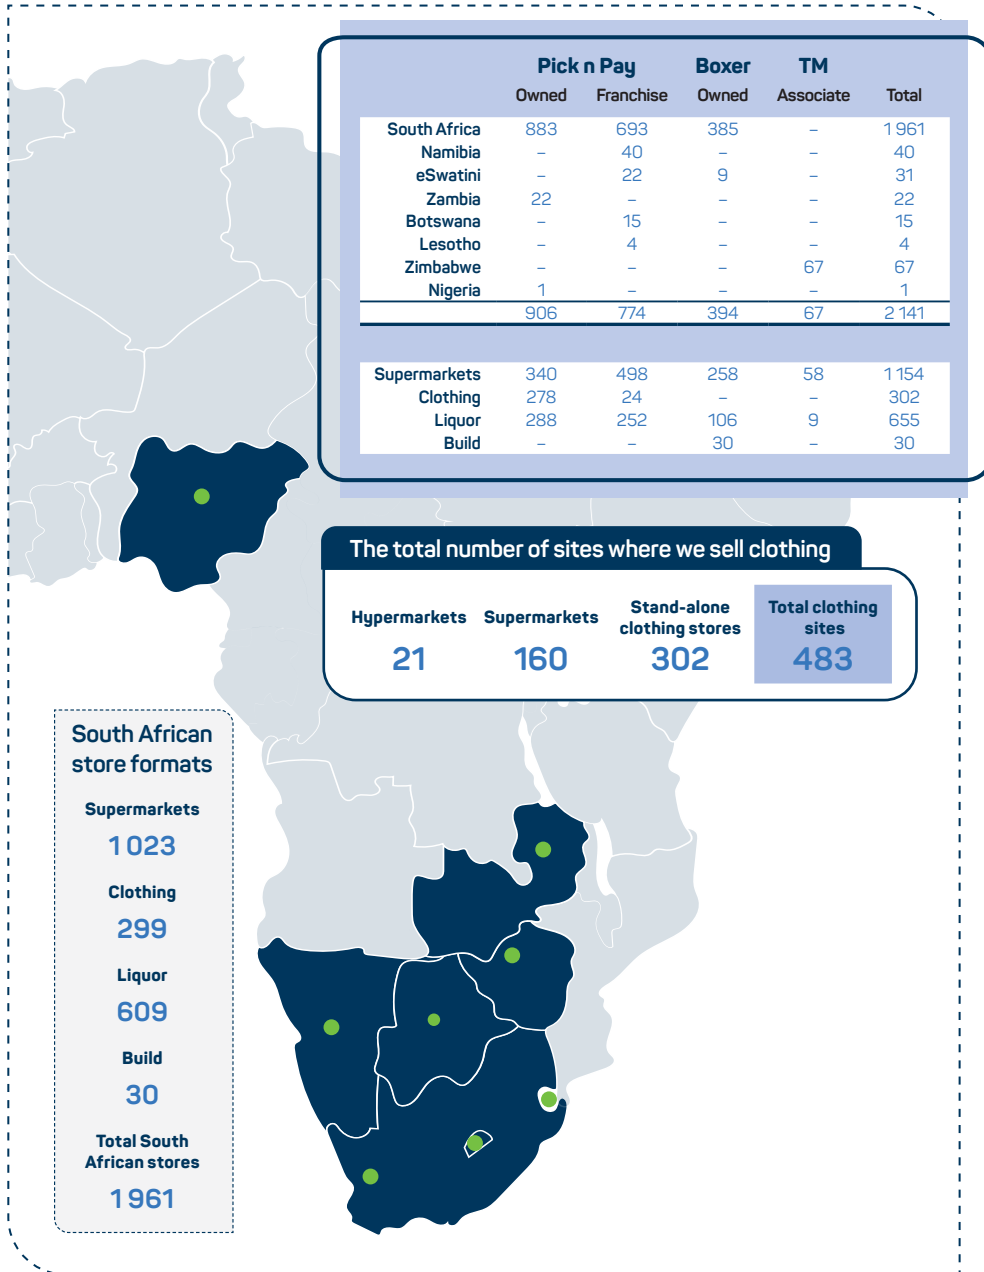 Pick n Pay Boxer TM
Owned Franchise Owned Associate Total
South Africa 883 693 385 – 1 961
Namibia – 40 – – 40
eSwatini – 22 9 – 31
Zambia 22 – – – 22
Botswana – 15 – – 15
Lesotho – 4 – – 4
Zimbabwe – – – 67 67
Nigeria 1 – – – 1
906 774 394 67 2 141
Supermarkets 340 498 258 58 1 154
Clothing 278 24 – – 302
Liquor 288 252 106 9 655
Build – – 30 – 30
The total number of sites where we sell clothing
Hypermarkets
21
Supermarkets
160
Stand-alone
clothing stores
302
Total clothing
sites
483
South African
store formats
Supermarkets
1 023
Clothing
299
Liquor
609
Build
30
Total South
African stores
1 961